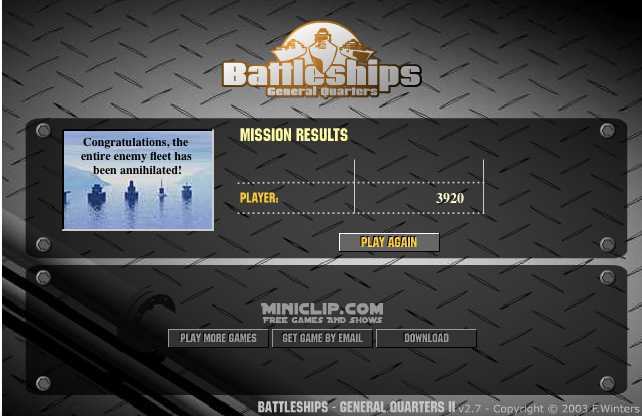 Battleships
General Quarters
Congratulations, the
entire enemy fleet has
been annihilated!
MISSION RESULTS
PLAYER: 3920
PLAY AGAIN
MINICLIP.COM
FREE GAMES AND SHOWS
PLAY MORE GAMES GET GAME BY EMAIL DOWNLOAD
BATTLESHIPS - GENERAL QUARTERS II v2.7 - Copyright © 2003 F.Winters